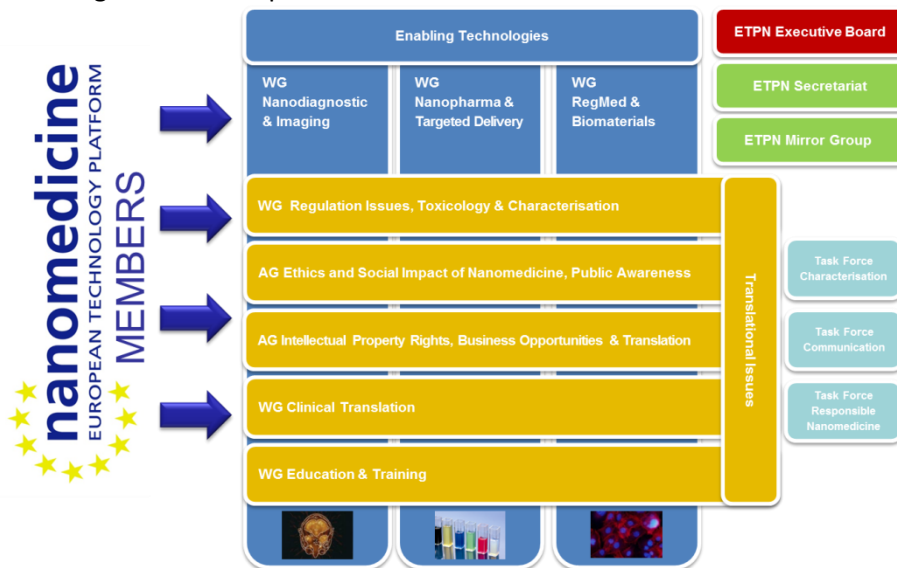 nanomedicine
EUROPEAN TECHNOLOGY PLATFORM
MEMBERS
Enabling Technologies
WG
Nanodiagnostic
& Imaging
WG
Nanopharma &
Targeted Delivery
WG
RegMed &
Biomaterials
WG Regulation Issues, Toxicology & Characterisation
AG Ethics and Social Impact of Nanomedicine, Public Awareness
AG Intellectual Property Rights, Business Opportunities & Translation
WG Clinical Translation
WG Education & Training
Translational Issues
ETPN Executive Board
ETPN Secretariat
ETPN Mirror Group
Task Force
Characterisation
Task Force
Communication
Task Force
Responsible
Nanomedicine